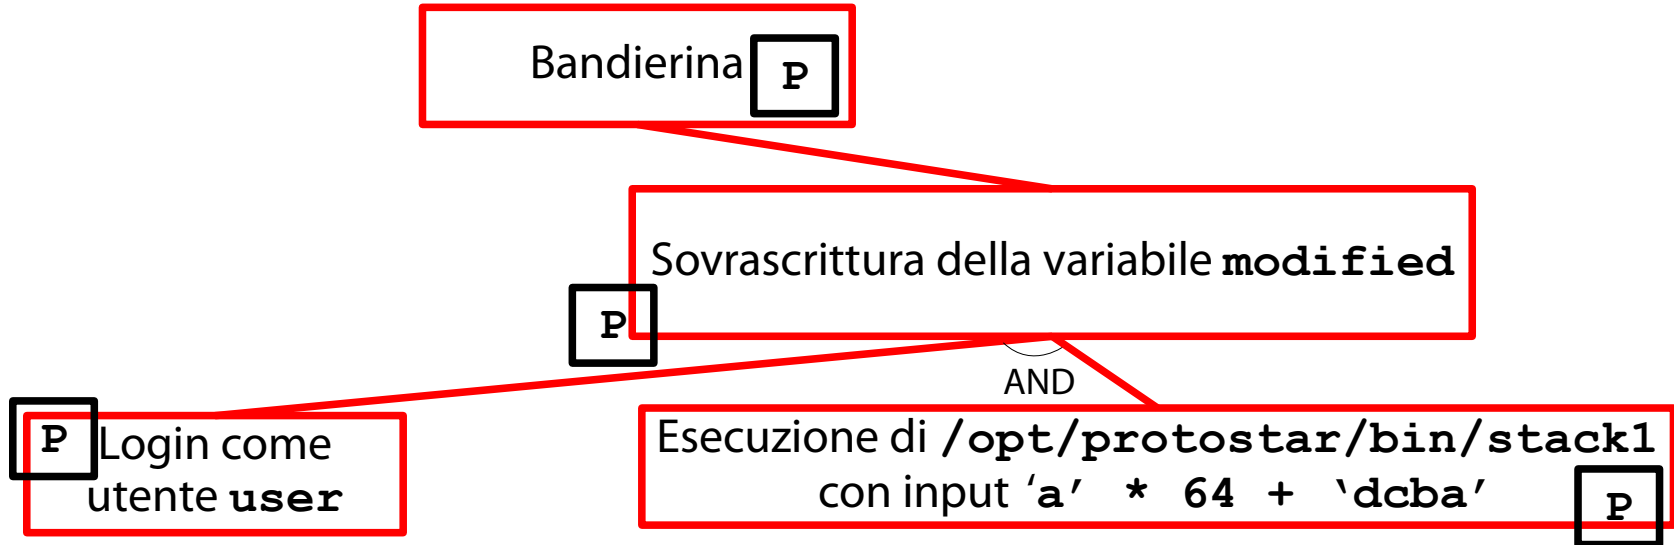 Bandierina P
Sovrascrittura della variabile modified
P
AND
P Login come
utente user
Esecuzione di /opt/protostar/bin/stack1
con input ‘a’ * 64 + ‘dcba’ P